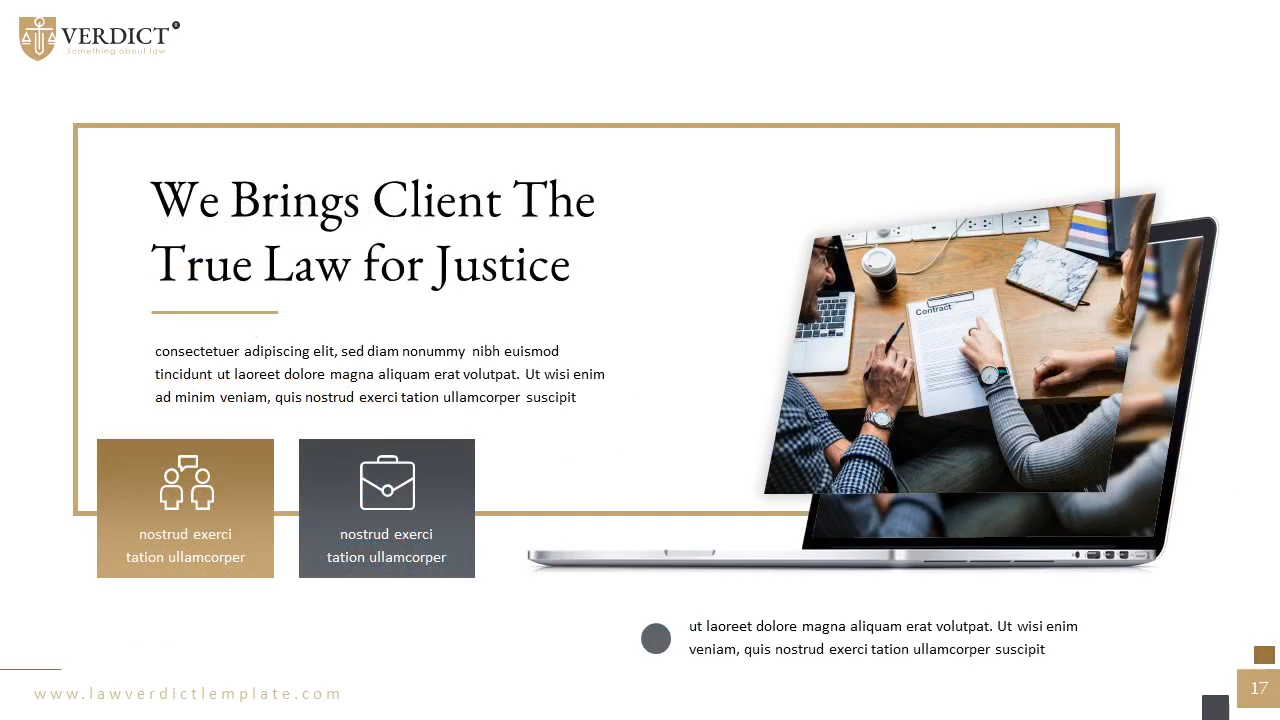 VERDICT
Something about law
We Brings Client The
True Law for Justice
consectetuer adipiscing elit, sed diam nonummy nibh euismod
tincidunt ut laoreet dolore magna aliquam erat volutpat. Ut wisi enim
ad minim veniam, quis nostrud exerci tation ullamcorper suscipit
Contract
nostrud exerci
tation ullamcorper
nostrud exerci
tation ullamcorper
ut laoreet dolore magna aliquam erat volutpat. Ut wisi enim
veniam, quis nostrud exerci tation ullamcorper suscipit
www.lawverdictlemplate.com
17